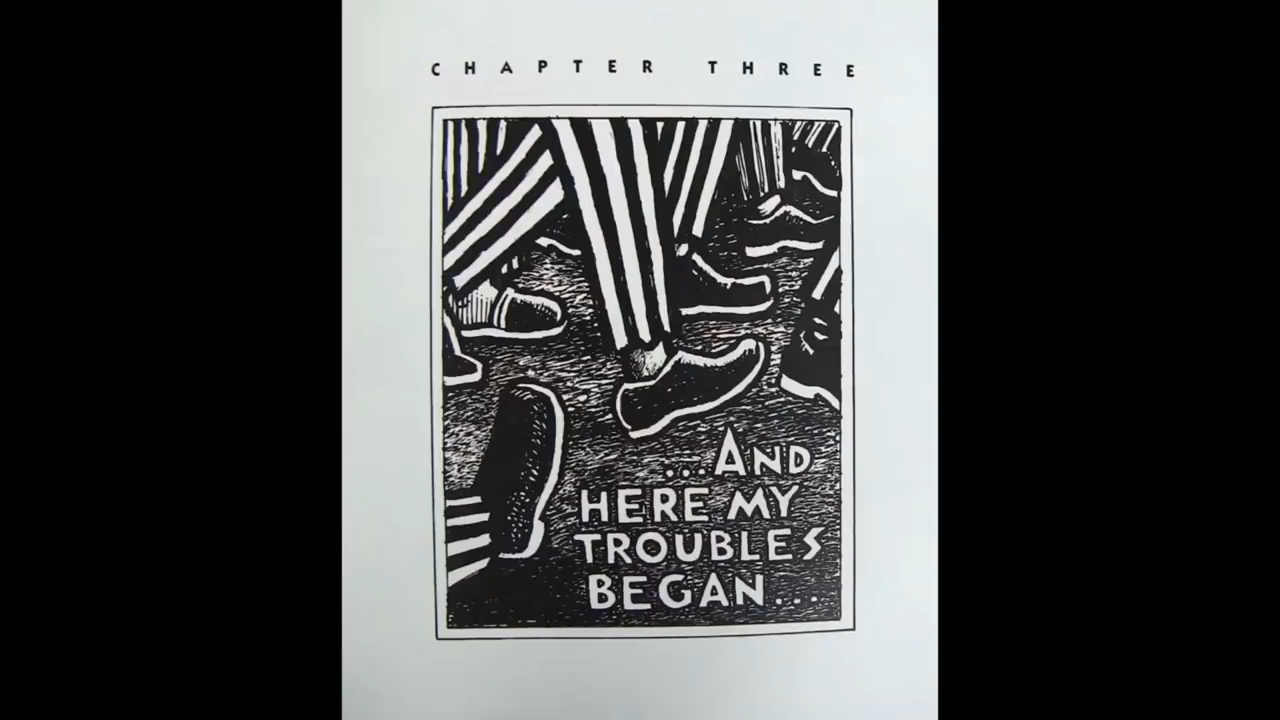 CHAPTER THREE
...AND
HERE MY
TROUBLES
BEGAN...